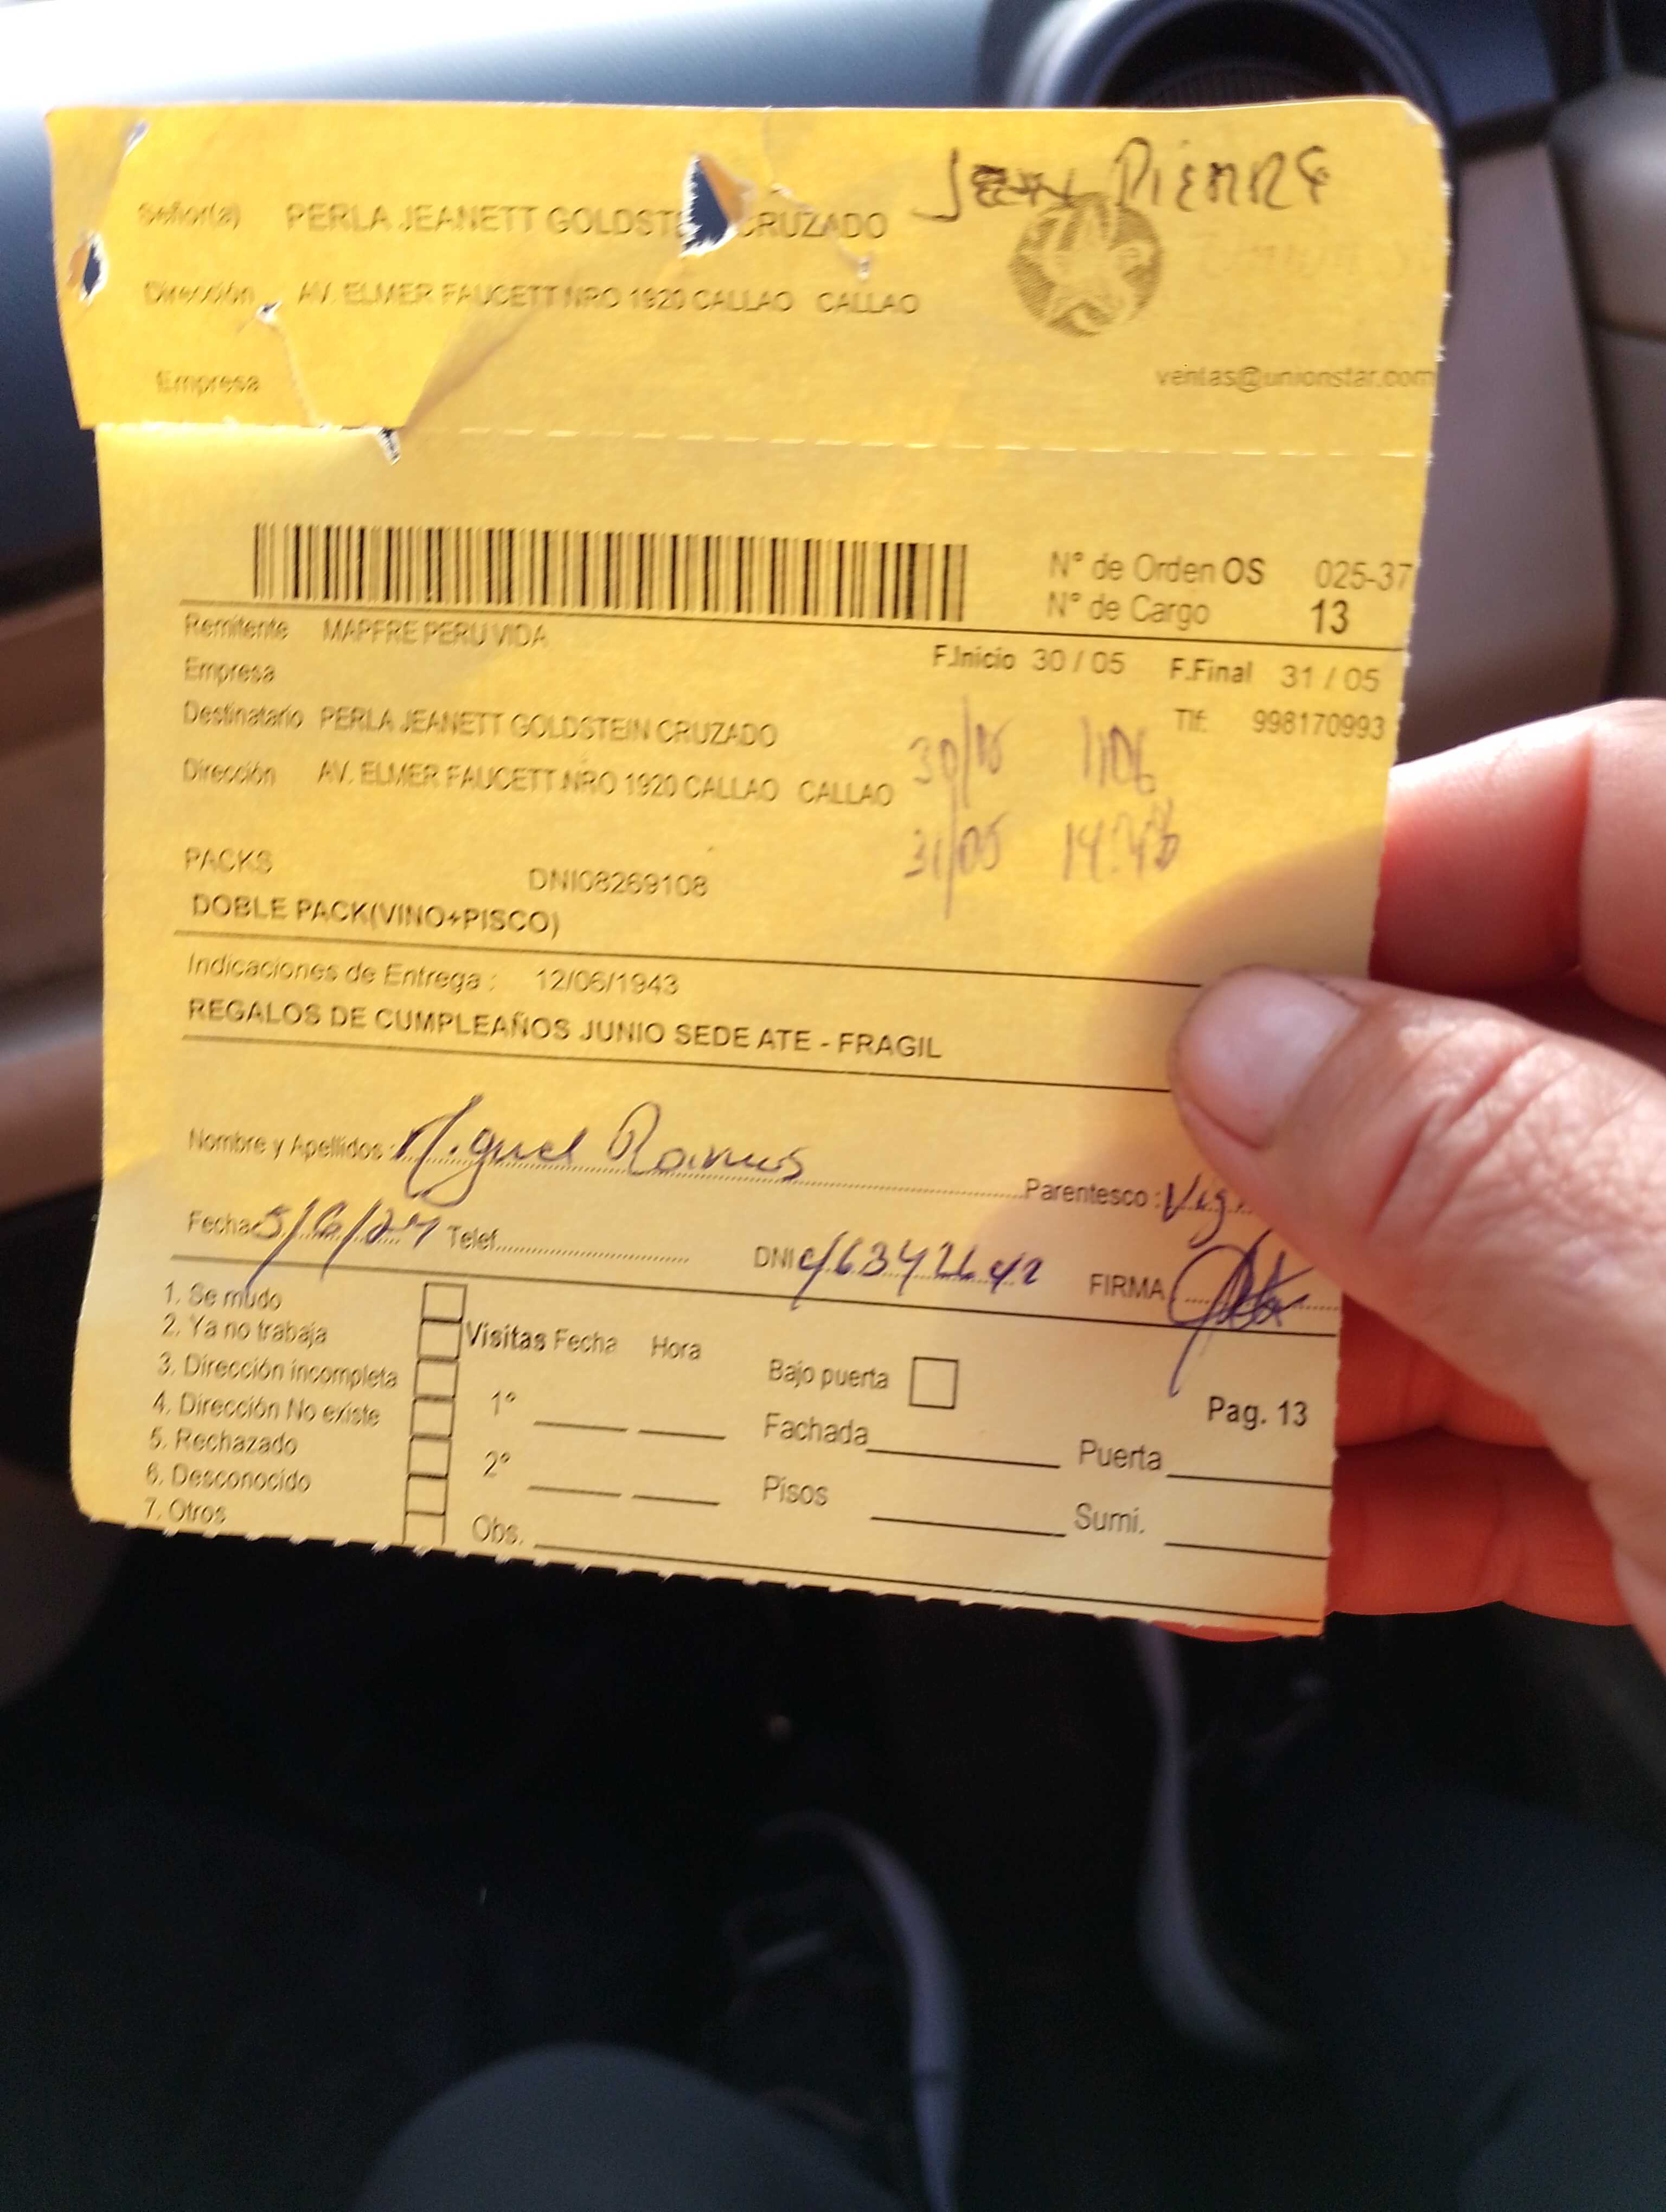 JEAN PIERRE
Señor(a) PERLA JEANETT GOLDST CRUZADO
Dirección AV. ELMER FAUCETT NRO 1920 CALLAO CALLAO
Empresa
ventas@unionstar.com
N° de Orden OS 025-37
N° de Cargo 13
Remitente MAPFRE PERU VIDA
Empresa
F.Inicio 30 / 05 F.Final 31 / 05
Destinatario PERLA JEANETT GOLDSTEIN CRUZADO
Tlf: 998170993
Dirección AV. ELMER FAUCETT NRO 1920 CALLAO CALLAO
30/05
31/05
PACKS DNI08269108
DOBLE PACK(VINO+PISCO)
Indicaciones de Entrega : 12/06/1943
REGALOS DE CUMPLEAÑOS JUNIO SEDE ATE - FRAGIL
Nombre y Apellidos : Miguel Ramos Parentesco : Vig
Fecha 5/6/24 Telef. DNI FIRMA
1. Se mudo
2. Ya no trabaja
3. Dirección incompleta
4. Dirección No existe
5. Rechazado
6. Desconocido
7. Otros
Visitas Fecha Hora
1°
2°
Obs.
Bajo puerta
Fachada
Pisos
Pag. 13
Puerta
Sumi.